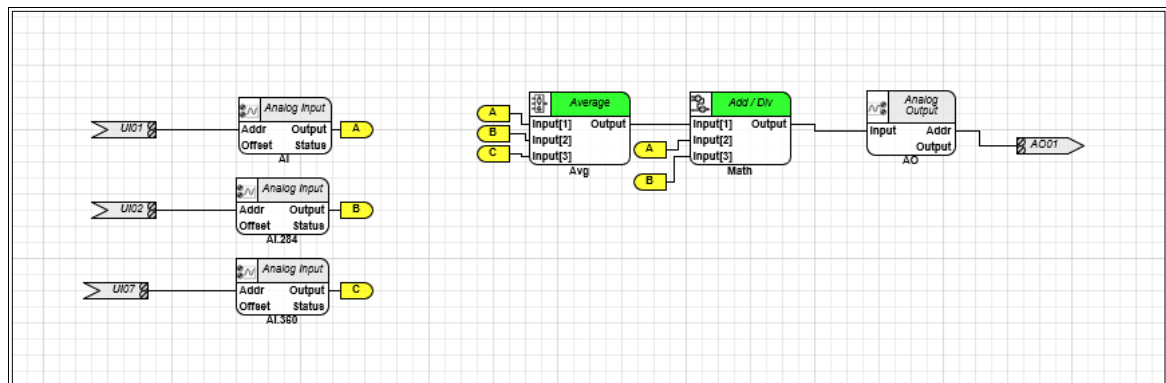 UI01
Analog Input
Addr Output
Offset Status
AI
A
UI02
Analog Input
Addr Output
Offset Status
AI.284
B
UI07
Analog Input
Addr Output
Offset Status
AI.360
C
A
B
C
Average
Input[1] Output
Input[2]
Input[3]
Avg
A
B
Add / Div
Input[1] Output
Input[2]
Input[3]
Math
Analog
Output
Input Addr
Output
AO
AO01